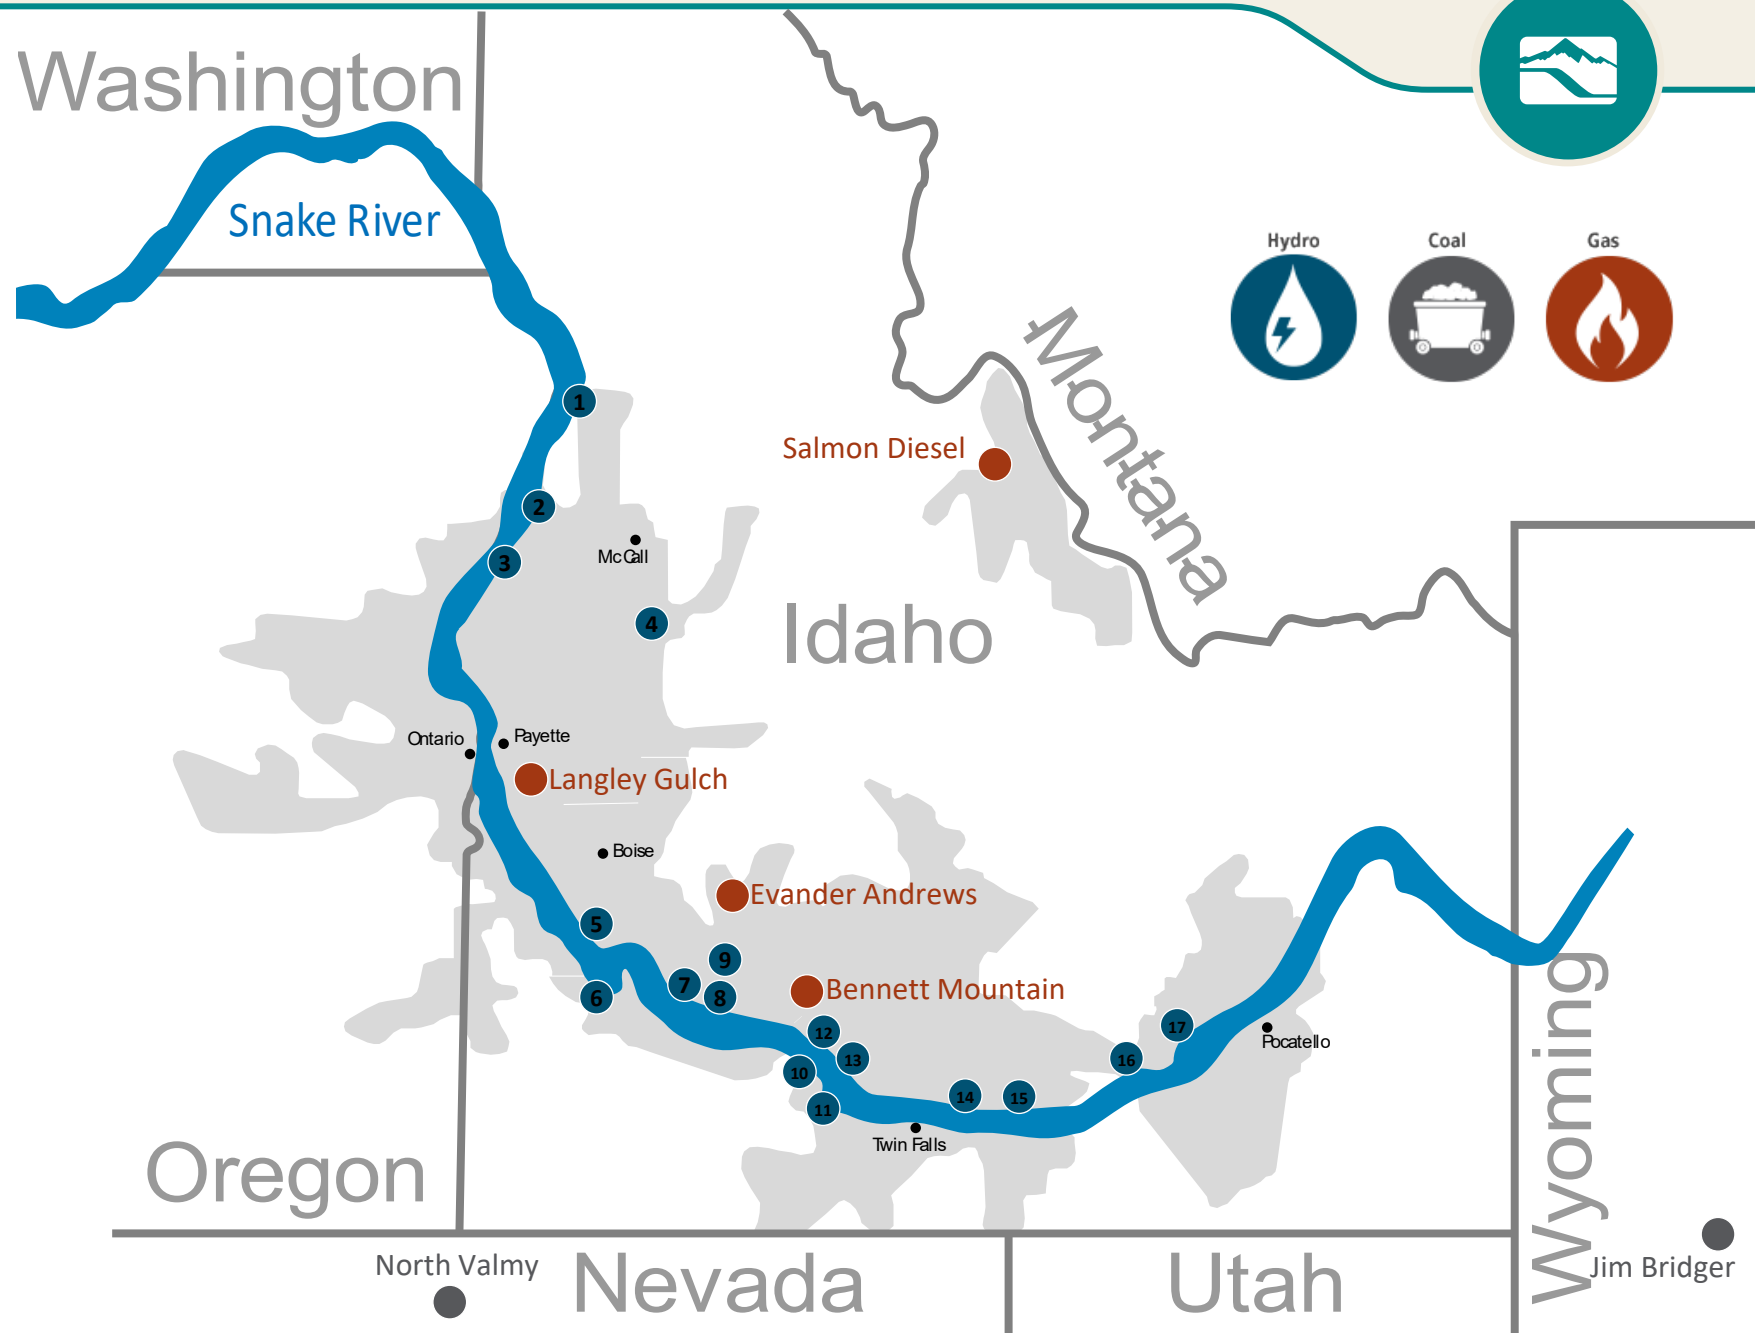 Washington
Snake River
Hydro
Coal
Gas
Montana
1
Salmon Diesel
2
McCall
3
4
Idaho
Ontario
Payette
Langley Gulch
Boise
Evander Andrews
5
9
7
8
6
Bennett Mountain
12
13
10
11
14
15
16
17
Pocatello
Twin Falls
Oregon
Wyoming
North Valmy
Nevada
Utah
Jim Bridger